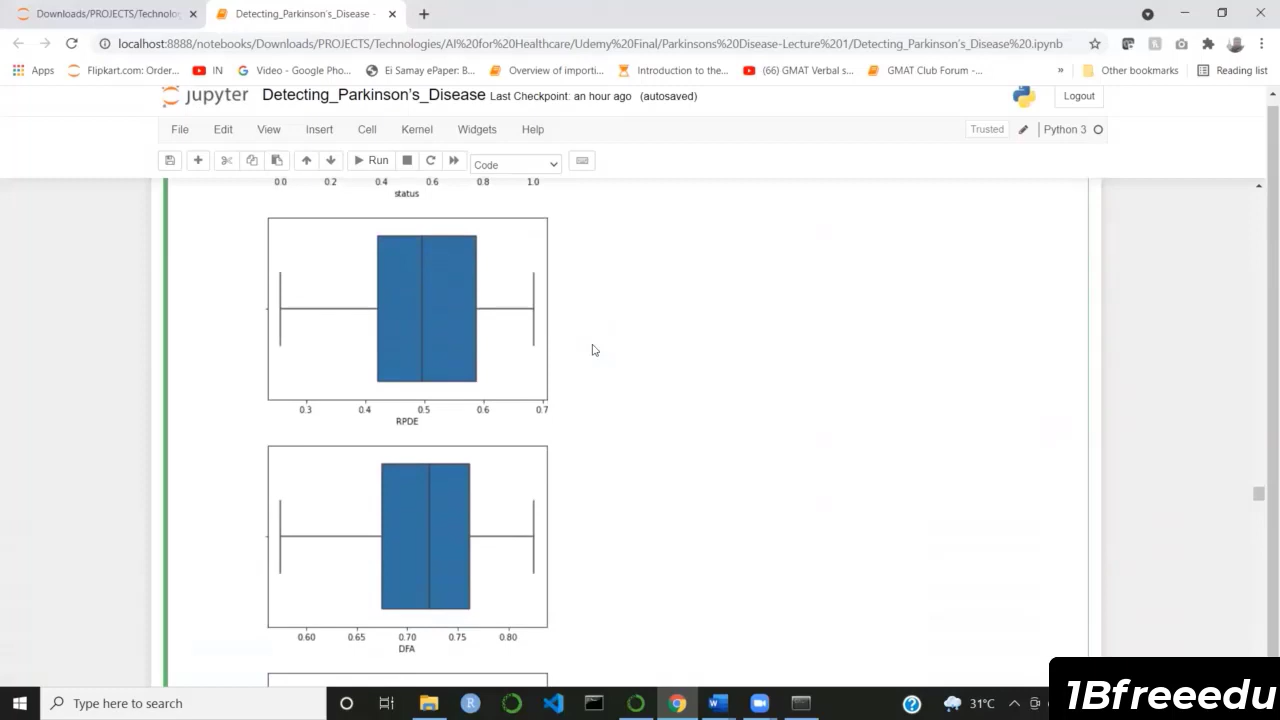 Downloads/PROJECTS/Technolog
Detecting_Parkinson's_Disease -
localhost:8888/notebooks/Downloads/PROJECTS/Technologies/AI%20for%20Healthcare/Udemy%20Final/Parkinsons%20Disease-Lecture%201/Detecting_Parkinson's_Disease%20.ipynb
Apps
Flipkart.com: Order...
IN
Video - Google Pho...
Ei Samay ePaper: B...
Overview of importi...
Introduction to the...
(66) GMAT Verbal s...
GMAT Club Forum -...
»
Other bookmarks
Reading list
jupyter
Detecting_Parkinson's_Disease
Last Checkpoint: an hour ago (autosaved)
Logout
File
Edit
View
Insert
Cell
Kernel
Widgets
Help
Trusted
Python 3
Run
Code
0.0 0.2 0.4 0.6 0.8 1.0
status
0.3 0.4 0.5 0.6 0.7
RPDE
0.60 0.65 0.70 0.75 0.80
DFA
Type here to search
31°C
1Bfreeedu